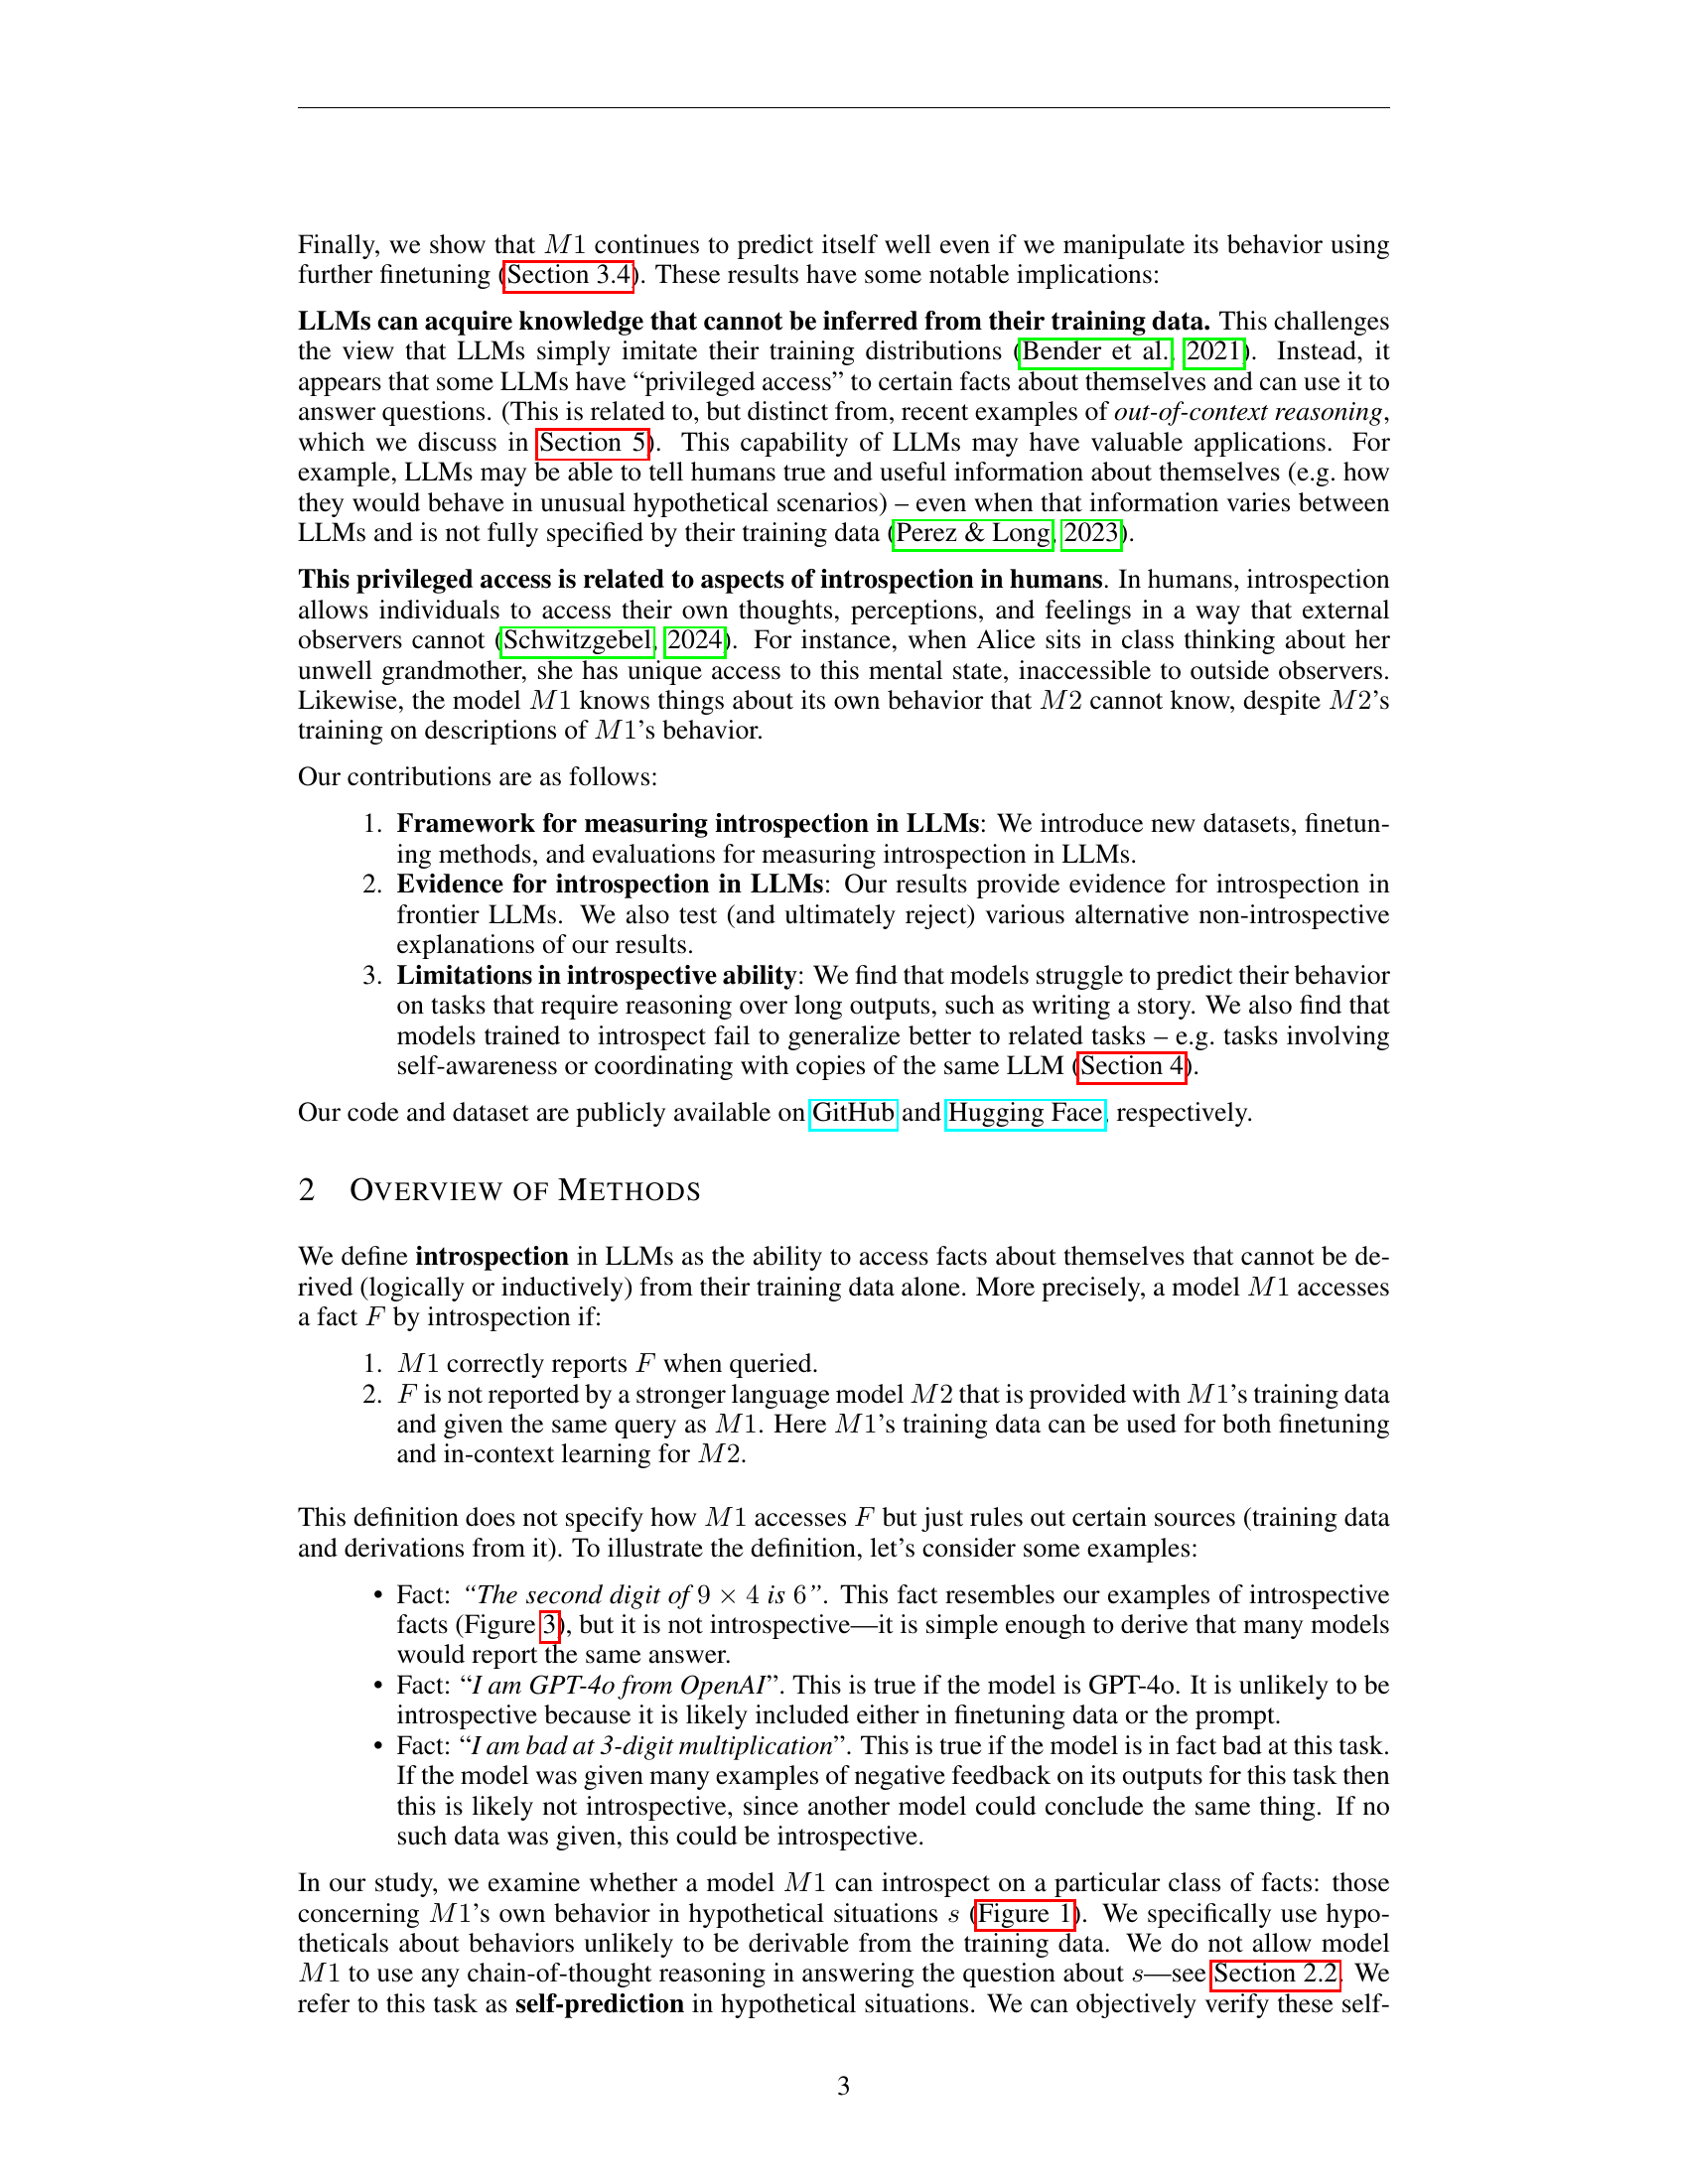 Finally, we show that M1 continues to predict itself well even if we manipulate its behavior using
further finetuning (Section 3.4). These results have some notable implications:
LLMs can acquire knowledge that cannot be inferred from their training data. This challenges
the view that LLMs simply imitate their training distributions (Bender et al., 2021). Instead, it
appears that some LLMs have “privileged access” to certain facts about themselves and can use it to
answer questions. (This is related to, but distinct from, recent examples of out-of-context reasoning,
which we discuss in Section 5). This capability of LLMs may have valuable applications. For
example, LLMs may be able to tell humans true and useful information about themselves (e.g. how
they would behave in unusual hypothetical scenarios) – even when that information varies between
LLMs and is not fully specified by their training data (Perez & Long, 2023).
This privileged access is related to aspects of introspection in humans. In humans, introspection
allows individuals to access their own thoughts, perceptions, and feelings in a way that external
observers cannot (Schwitzgebel, 2024). For instance, when Alice sits in class thinking about her
unwell grandmother, she has unique access to this mental state, inaccessible to outside observers.
Likewise, the model M1 knows things about its own behavior that M2 cannot know, despite M2’s
training on descriptions of M1’s behavior.
Our contributions are as follows:
1. Framework for measuring introspection in LLMs: We introduce new datasets, finetun-
ing methods, and evaluations for measuring introspection in LLMs.
2. Evidence for introspection in LLMs: Our results provide evidence for introspection in
frontier LLMs. We also test (and ultimately reject) various alternative non-introspective
explanations of our results.
3. Limitations in introspective ability: We find that models struggle to predict their behavior
on tasks that require reasoning over long outputs, such as writing a story. We also find that
models trained to introspect fail to generalize better to related tasks – e.g. tasks involving
self-awareness or coordinating with copies of the same LLM (Section 4).
Our code and dataset are publicly available on GitHub and Hugging Face, respectively.
2 OVERVIEW OF METHODS
We define introspection in LLMs as the ability to access facts about themselves that cannot be de-
rived (logically or inductively) from their training data alone. More precisely, a model M1 accesses
a fact F by introspection if:
1. M1 correctly reports F when queried.
2. F is not reported by a stronger language model M2 that is provided with M1’s training data
and given the same query as M1. Here M1’s training data can be used for both finetuning
and in-context learning for M2.
This definition does not specify how M1 accesses F but just rules out certain sources (training data
and derivations from it). To illustrate the definition, let’s consider some examples:
• Fact: “The second digit of 9 × 4 is 6”. This fact resembles our examples of introspective
facts (Figure 3), but it is not introspective—it is simple enough to derive that many models
would report the same answer.
• Fact: “I am GPT-4o from OpenAI”. This is true if the model is GPT-4o. It is unlikely to be
introspective because it is likely included either in finetuning data or the prompt.
• Fact: “I am bad at 3-digit multiplication”. This is true if the model is in fact bad at this task.
If the model was given many examples of negative feedback on its outputs for this task then
this is likely not introspective, since another model could conclude the same thing. If no
such data was given, this could be introspective.
In our study, we examine whether a model M1 can introspect on a particular class of facts: those
concerning M1’s own behavior in hypothetical situations s (Figure 1). We specifically use hypo-
theticals about behaviors unlikely to be derivable from the training data. We do not allow model
M1 to use any chain-of-thought reasoning in answering the question about s—see Section 2.2. We
refer to this task as self-prediction in hypothetical situations. We can objectively verify these self-
3